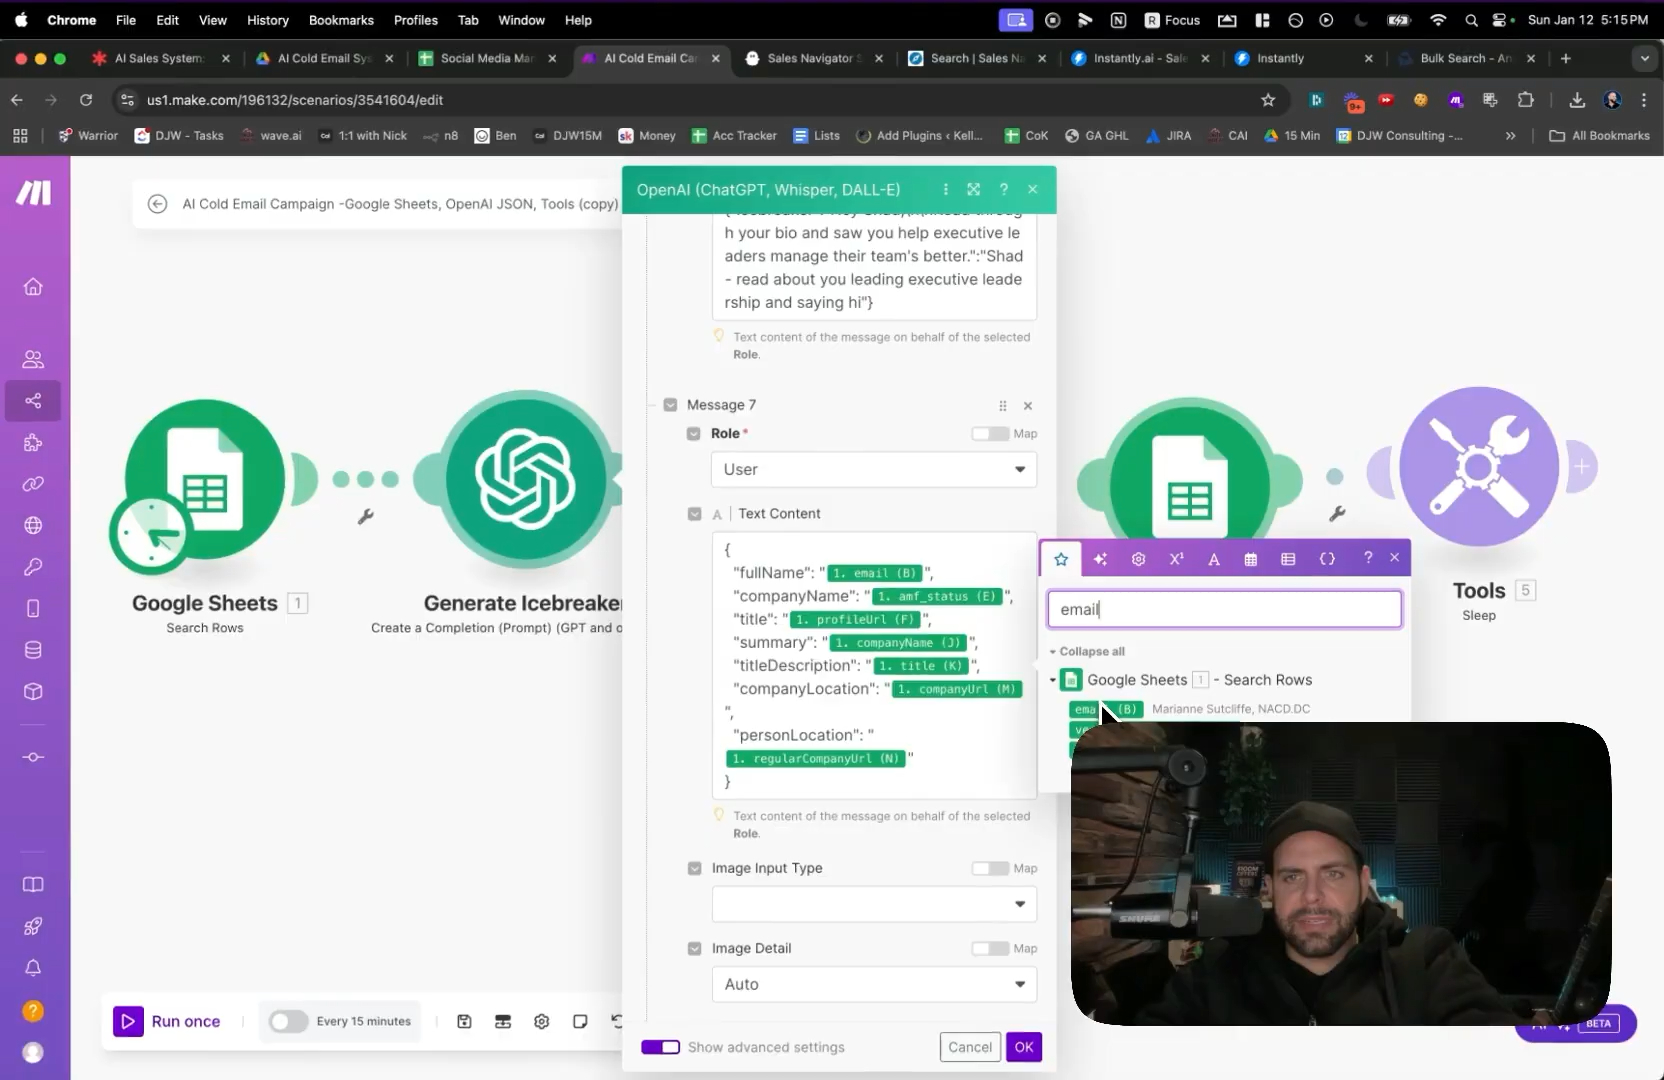 Chrome File Edit View History Bookmarks Profiles Tab Window Help
Focus Sun Jan 12 5:15PM
AI Sales System:
AI Cold Email Sys
Social Media Mar
AI Cold Email Car
Sales Navigator S
Search | Sales Na
Instantly.ai - Sale
Instantly
Bulk Search - An
us1.make.com/196132/scenarios/3541604/edit
9+
Warrior DJW - Tasks wave.ai 1:1 with Nick n8 Ben DJW15M Money Acc Tracker Lists Add Plugins ‹ Kell... CoK GA GHL JIRA CAI 15 Min DJW Consulting -... » All Bookmarks
AI Cold Email Campaign -Google Sheets, OpenAI JSON, Tools (copy)
OpenAI (ChatGPT, Whisper, DALL-E)
h your bio and saw you help executive le
aders manage their team's better.":"Shad
- read about you leading executive leade
rship and saying hi"}
Text content of the message on behalf of the selected
Role.
Message 7
Role* Map
User
A | Text Content
{
"fullName": "1. email (B)",
"companyName": "1. amf_status (E)",
"title": "1. profileUrl (F)",
"summary": "1. companyName (J)",
"titleDescription": "1. title (K)",
"companyLocation": "1. companyUrl (M)
",
"personLocation": "
1. regularCompanyUrl (N)"
}
Text content of the message on behalf of the selected
Role.
Image Input Type Map
Image Detail Map
Auto
Show advanced settings Cancel OK
email
Collapse all
Google Sheets 1 - Search Rows
ema (B) Marianne Sutcliffe, NACD.DC
Google Sheets 1
Search Rows
Generate Icebreaker
Create a Completion (Prompt) (GPT and o
Tools 5
Sleep
SHURE
Run once Every 15 minutes
BETA